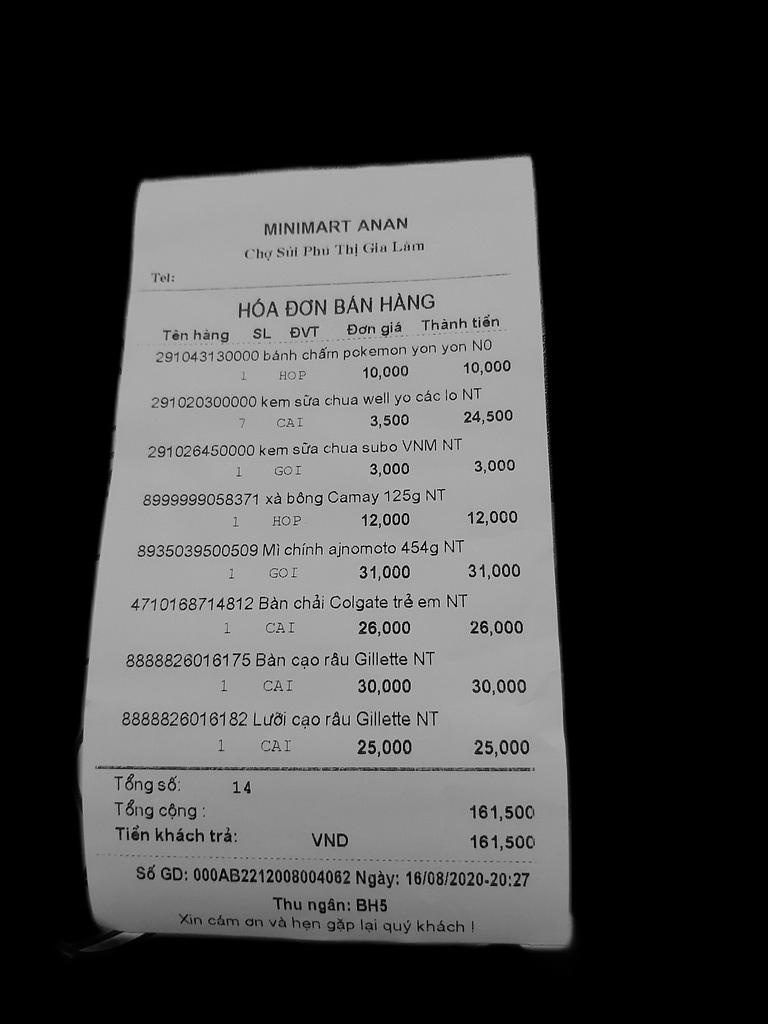 MINIMART ANAN
Chợ Sủi Phú Thị Gia Lâm
Tel:
HÓA ĐƠN BÁN HÀNG
Tên hàng SL ĐVT Đơn giá Thành tiền
291043130000 bánh chấm pokemon yon yon N0
1 HOP 10,000 10,000
291020300000 kem sữa chua well yo các lo NT
7 CAI 3,500 24,500
291026450000 kem sữa chua subo VNM NT
1 GOI 3,000 3,000
8999999058371 xà bông Camay 125g NT
1 HOP 12,000 12,000
8935039500509 Mì chính ajnomoto 454g NT
1 GOI 31,000 31,000
4710168714812 Bàn chải Colgate trẻ em NT
1 CAI 26,000 26,000
8888826016175 Bàn cạo râu Gillette NT
1 CAI 30,000 30,000
8888826016182 Lưỡi cạo râu Gillette NT
1 CAI 25,000 25,000
Tổng số: 14
Tổng cộng : 161,500
Tiền khách trả: VND 161,500
Số GD: 000AB2212008004062 Ngày: 16/08/2020-20:27
Thu ngân: BH5
Xin cám ơn và hẹn gặp lại quý khách !